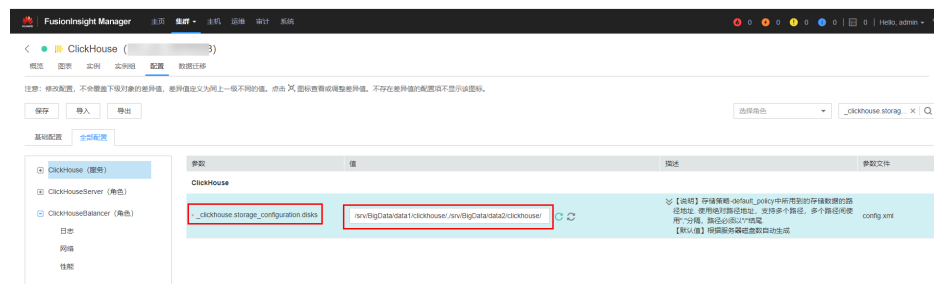 FusionInsight Manager 主页 集群 主机 运维 审计 系统 0 0 0 0 0 Hello, admin
ClickHouse ( 3)
概览 图表 实例 实例组 配置 数据迁移
注意：修改配置，不会覆盖下级对象的差异值，差异值定义为同上一级不同的值。点击 图标查看或调整差异值。不存在差异值的配置项不显示该图标。
保存 导入 导出 选择角色 _clickhouse.storag... ×
基础配置 全部配置
ClickHouse（服务）
ClickHouseServer（角色）
ClickHouseBalancer（角色）
日志
网络
性能
参数 值 描述 参数文件
ClickHouse
_clickhouse.storage_configuration.disks /srv/BigData/data1/clickhouse/,/srv/BigData/data2/clickhouse/ 【说明】存储策略-default_policy中所用到的存储数据的路
径地址. 使用绝对路径地址，支持多个路径，多个路径间使 config.xml
用","分隔，路径必须以"/"结尾
【默认值】根据服务器磁盘数自动生成